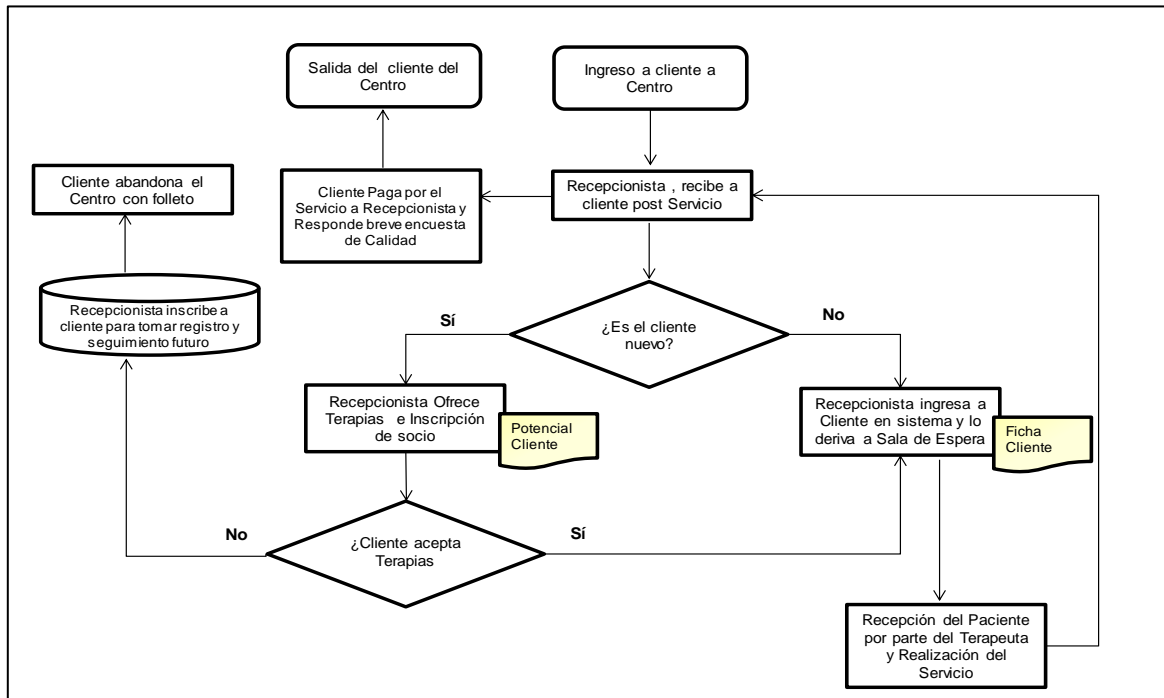 Salida del cliente del
Centro
Ingreso a cliente a
Centro
Cliente abandona el
Centro con folleto
Cliente Paga por el
Servicio a Recepcionista y
Responde breve encuesta
de Calidad
Recepcionista , recibe a
cliente post Servicio
Recepcionista inscribe a
cliente para tomar registro y
seguimiento futuro
Sí
¿Es el cliente
nuevo?
No
Recepcionista Ofrece
Terapias e Inscripción
de socio
Potencial
Cliente
Recepcionista ingresa a
Cliente en sistema y lo
deriva a Sala de Espera
Ficha
Cliente
No
¿Cliente acepta
Terapias
Sí
Recepción del Paciente
por parte del Terapeuta
y Realización del
Servicio